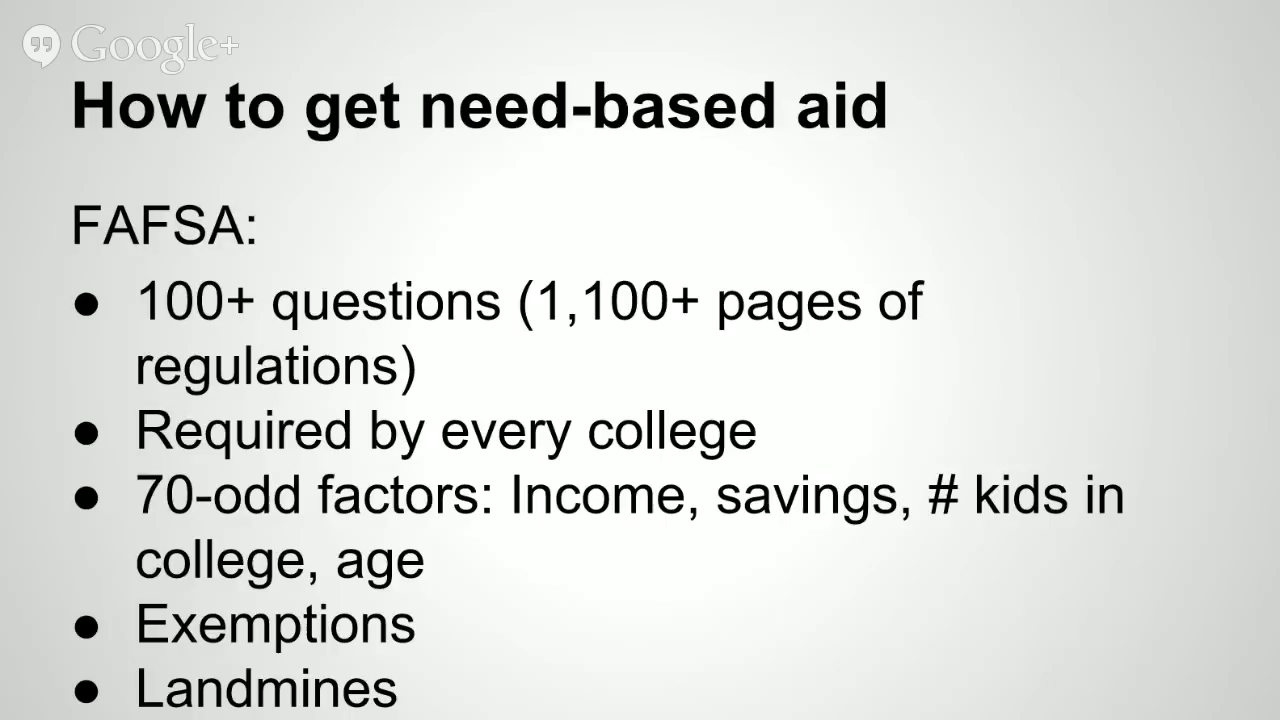 Google+
How to get need-based aid
FAFSA:
● 100+ questions (1,100+ pages of
regulations)
● Required by every college
● 70-odd factors: Income, savings, # kids in
college, age
● Exemptions
● Landmines